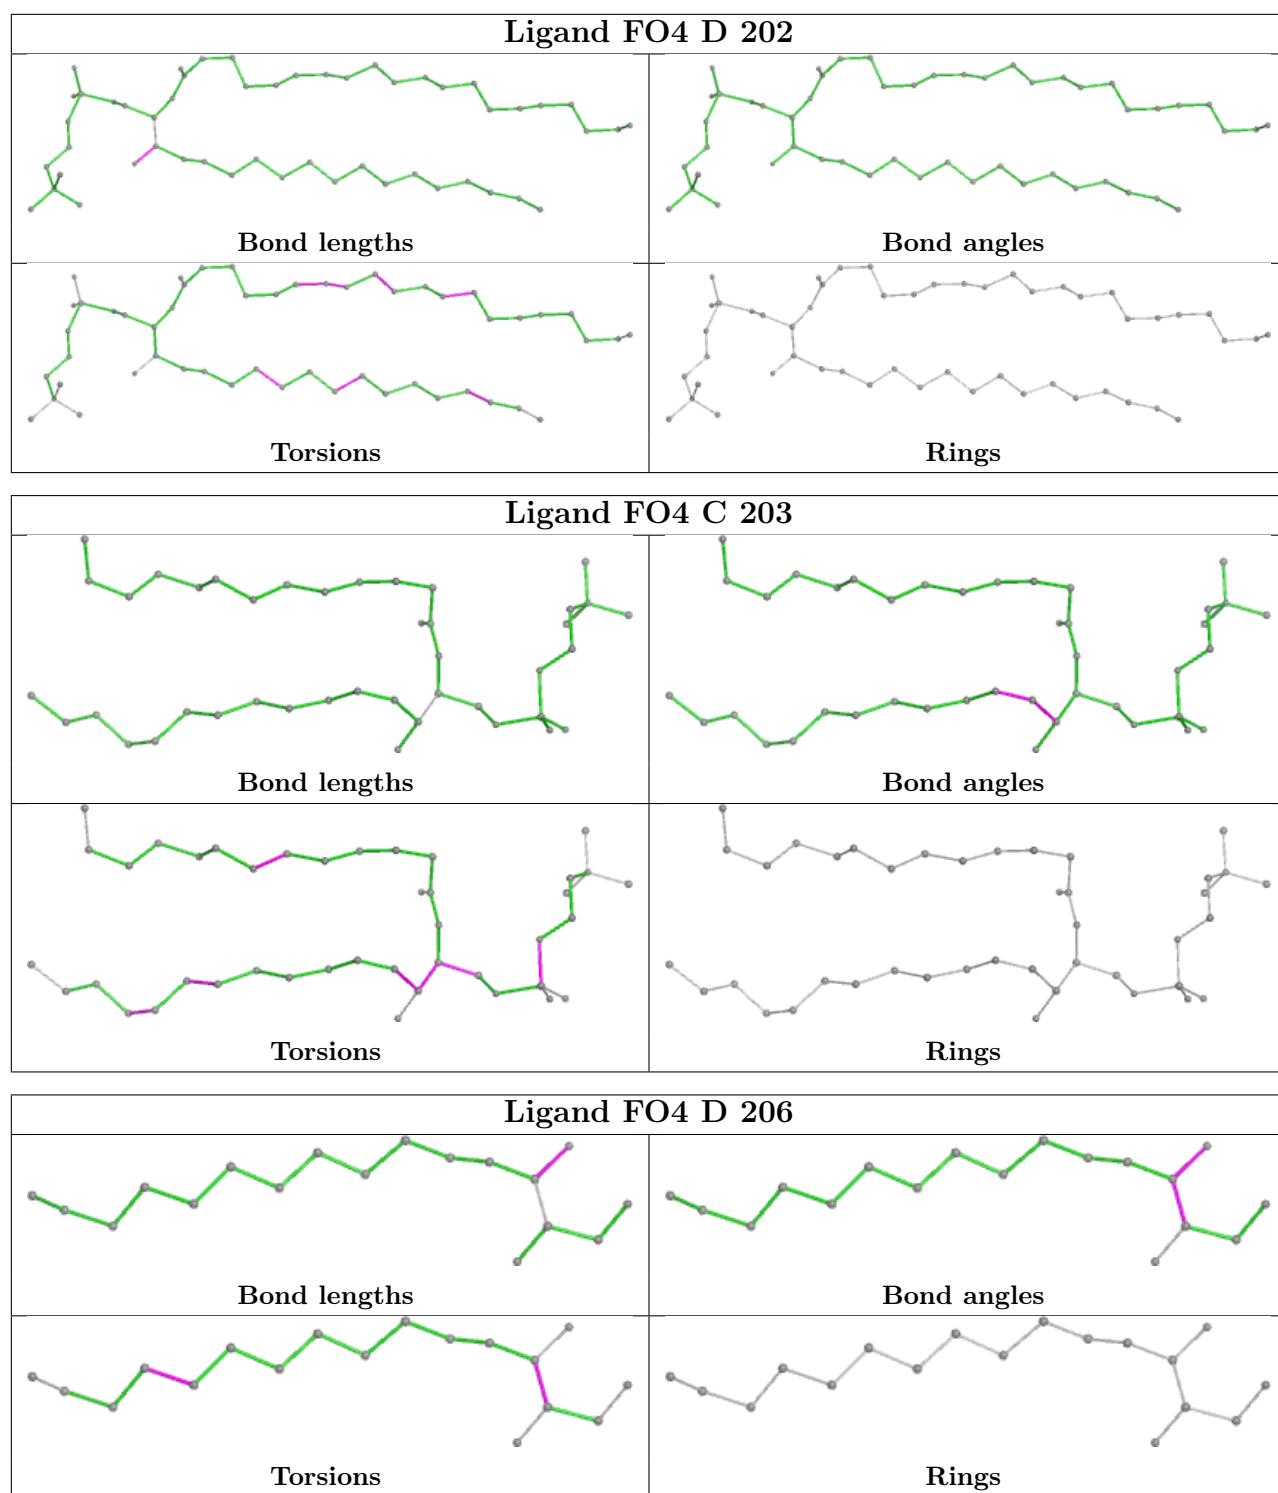 Ligand FO4 D 202
Bond lengths
Bond angles
Torsions
Rings
Ligand FO4 C 203
Bond lengths
Bond angles
Torsions
Rings
Ligand FO4 D 206
Bond lengths
Bond angles
Torsions
Rings